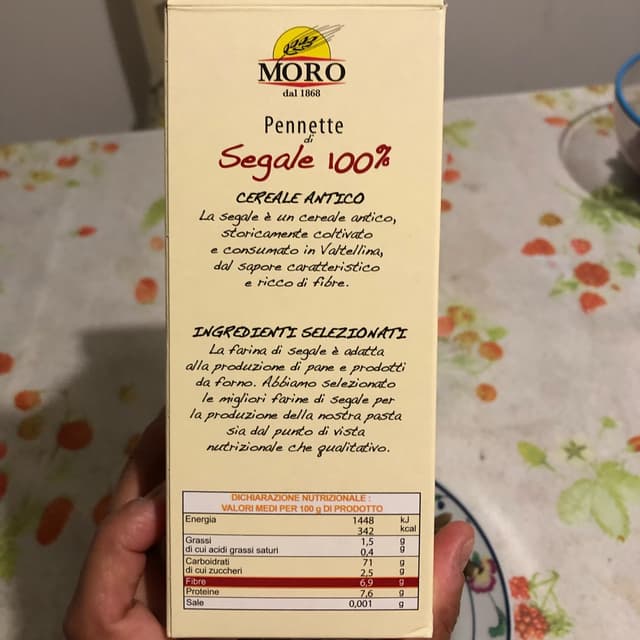 MORO
dal 1868
Pennette
di
Segale 100%
CEREALE ANTICO
La segale è un cereale antico,
storicamente coltivato
e consumato in Valtellina,
dal sapore caratteristico
e ricco di fibre.
INGREDIENTI SELEZIONATI
La farina di segale è adatta
alla produzione di pane e prodotti
da forno. Abbiamo selezionato
le migliori farine di segale per
la produzione della nostra pasta
sia dal punto di vista
nutrizionale che qualitativo.
DICHIARAZIONE NUTRIZIONALE :
VALORI MEDI PER 100 g DI PRODOTTO
Energia 1448 kJ
342 kcal
Grassi 1,5 g
di cui acidi grassi saturi 0,4 g
Carboidrati 71 g
di cui zuccheri 2,5 g
Fibre 6,9 g
Proteine 7,6 g
Sale 0,001 g